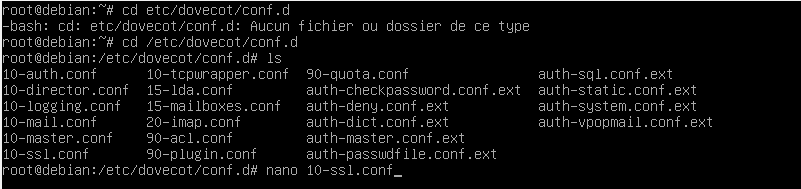 root@debian:~# cd etc/dovecot/conf.d
-bash: cd: etc/dovecot/conf.d: Aucun fichier ou dossier de ce type
root@debian:~# cd /etc/dovecot/conf.d
root@debian:/etc/dovecot/conf.d# ls
10-auth.conf 10-tcpwrapper.conf 90-quota.conf auth-sql.conf.ext
10-director.conf 15-lda.conf auth-checkpassword.conf.ext auth-static.conf.ext
10-logging.conf 15-mailboxes.conf auth-deny.conf.ext auth-system.conf.ext
10-mail.conf 20-imap.conf auth-dict.conf.ext auth-vpopmail.conf.ext
10-master.conf 90-acl.conf auth-master.conf.ext
10-ssl.conf 90-plugin.conf auth-passwdfile.conf.ext
root@debian:/etc/dovecot/conf.d# nano 10-ssl.conf_